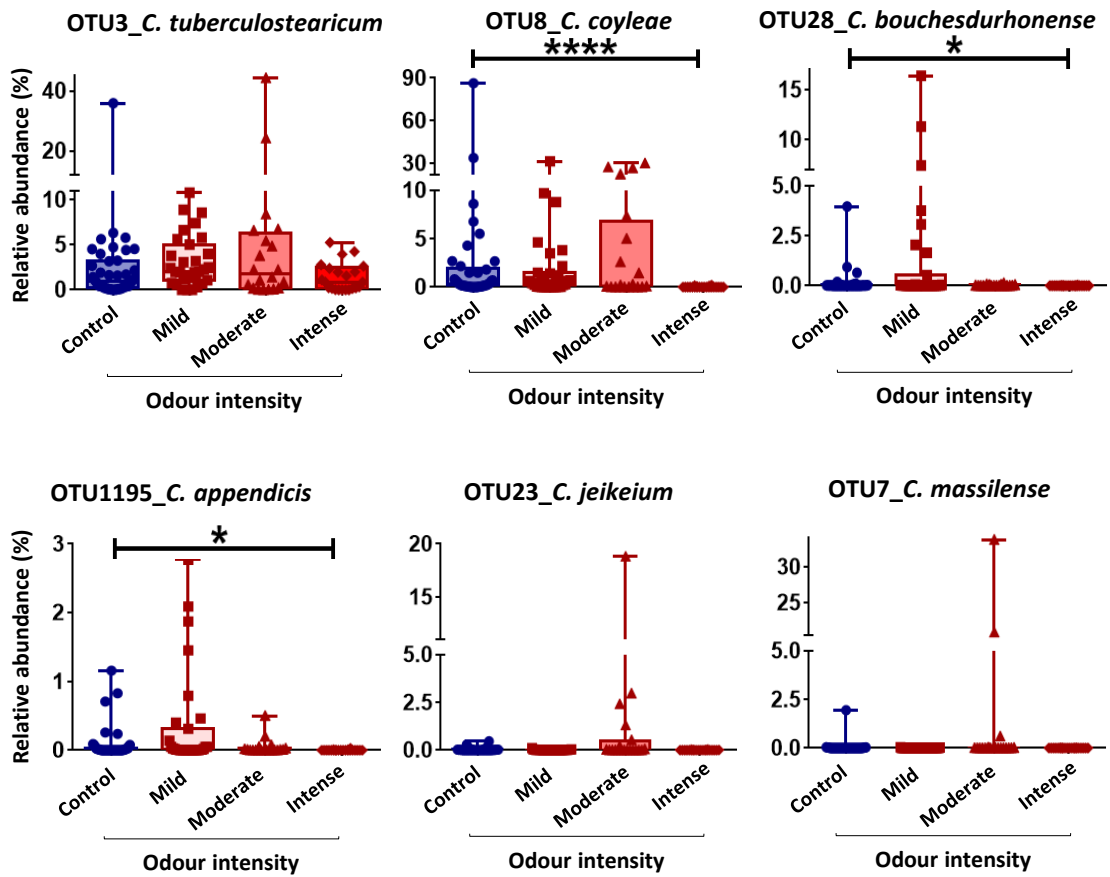 OTU3_C. tuberculostearicum
OTU8_C. coyleae
OTU28_C. bouchesdurhonense
****
*
Relative abundance (%)
40
20
10
5
0
90
60
30
10
5
0
15
10
5.0
2.5
0.0
Control
Mild
Moderate
Intense
Control
Mild
Moderate
Intense
Control
Mild
Moderate
Intense
Odour intensity
Odour intensity
Odour intensity
OTU1195_C. appendicis
OTU23_C. jeikeium
OTU7_C. massilense
*
Relative abundance (%)
3
2
1
0
20
15
5.0
2.5
0.0
30
25
5.0
2.5
0.0
Control
Mild
Moderate
Intense
Control
Mild
Moderate
Intense
Control
Mild
Moderate
Intense
Odour intensity
Odour intensity
Odour intensity